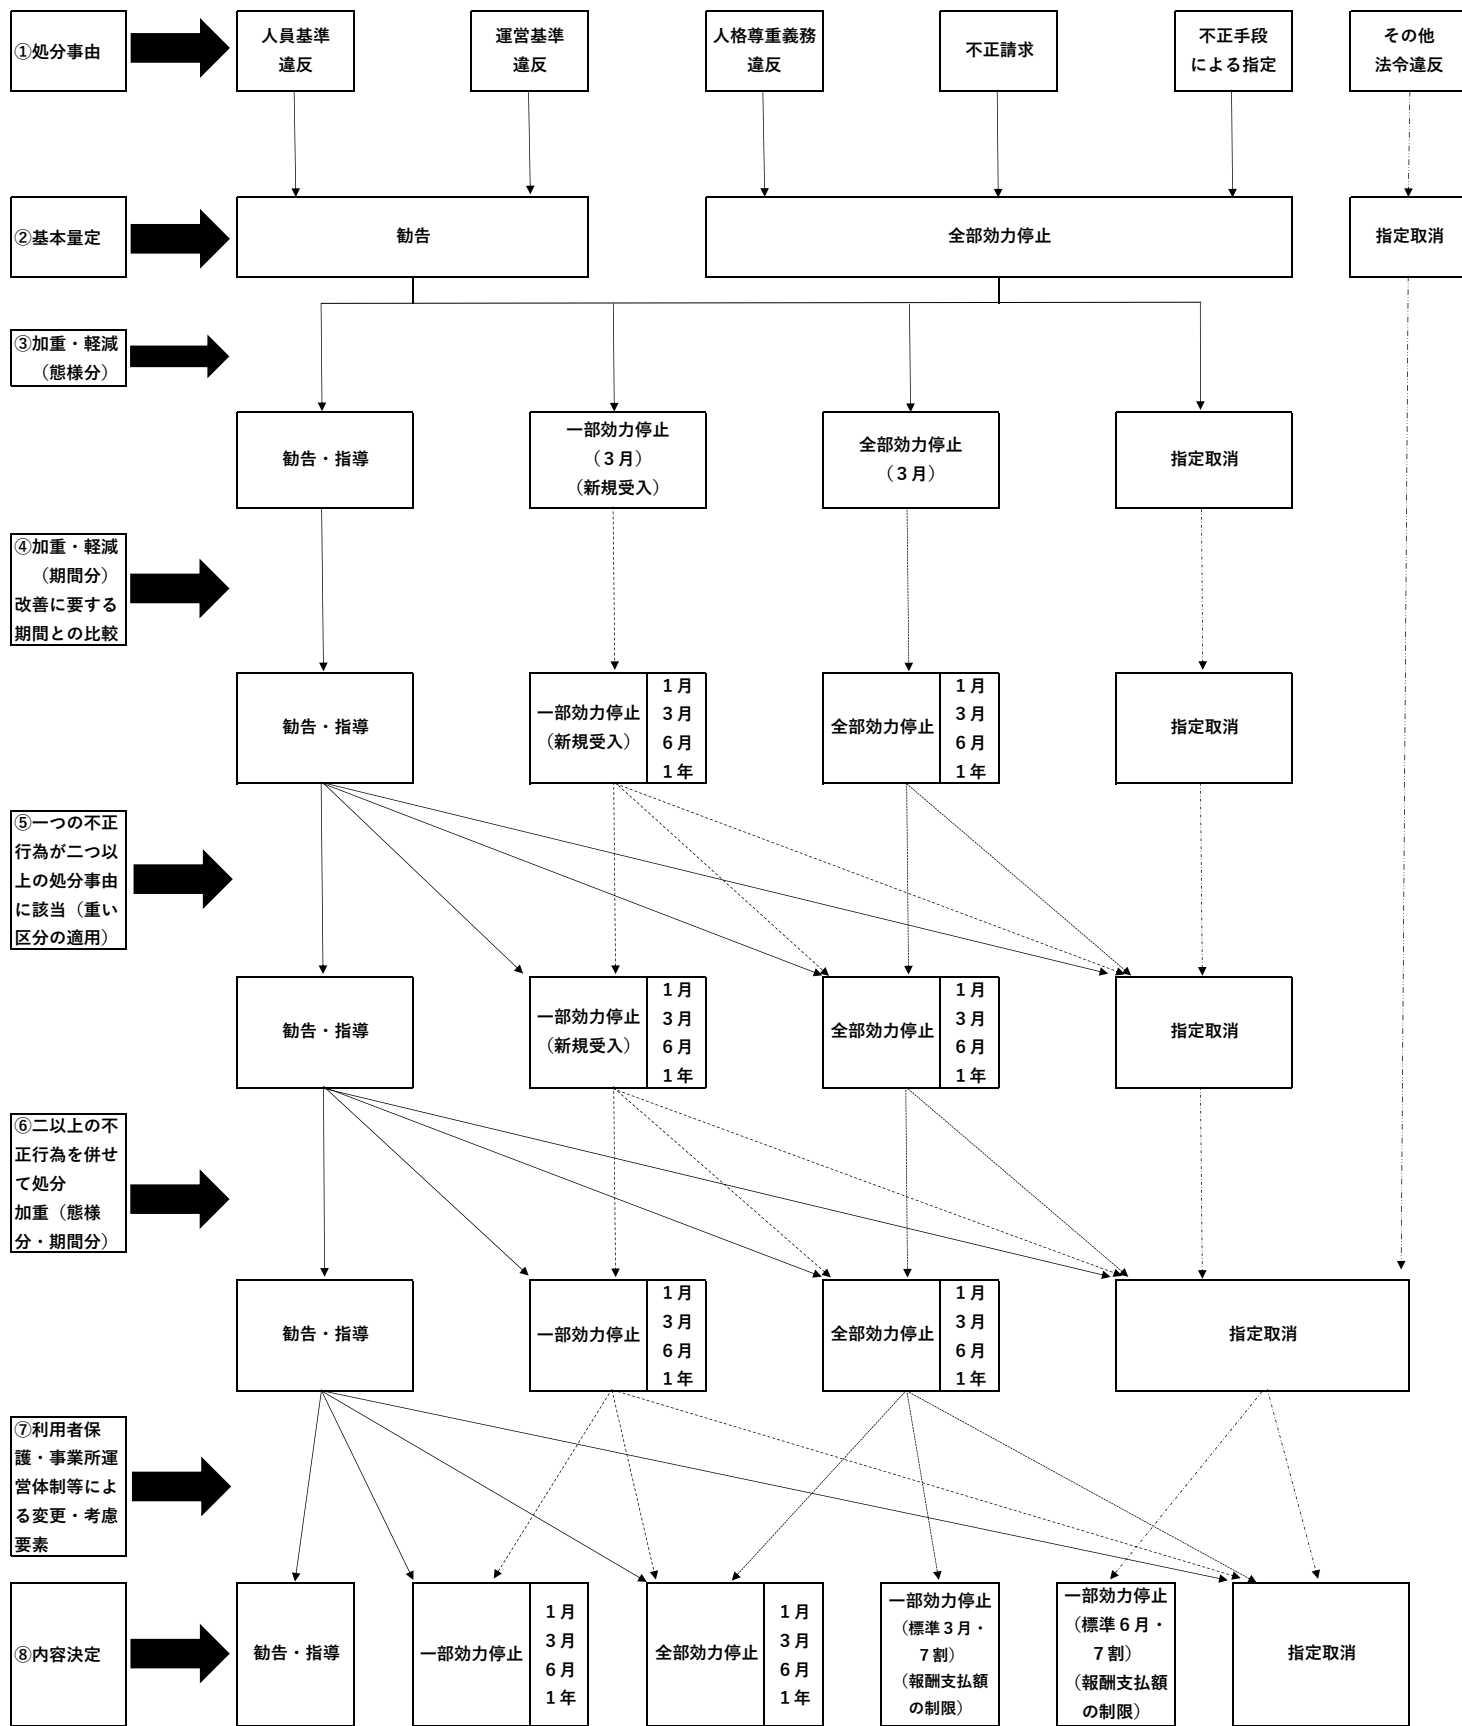 ①処分事由
人員基準
違反
運営基準
違反
人格尊重義務
違反
不正請求
不正手段
による指定
その他
法令違反
②基本量定
勧告
全部効力停止
指定取消
③加重・軽減
（態様分）
勧告・指導
一部効力停止
（３月）
（新規受入）
全部効力停止
（３月）
指定取消
④加重・軽減
（期間分）
改善に要する
期間との比較
勧告・指導
一部効力停止
（新規受入）
１月
３月
６月
１年
全部効力停止
１月
３月
６月
１年
指定取消
⑤一つの不正
行為が二つ以
上の処分事由
に該当（重い
区分の適用）
勧告・指導
一部効力停止
（新規受入）
１月
３月
６月
１年
全部効力停止
１月
３月
６月
１年
指定取消
⑥二以上の不
正行為を併せ
て処分
加重（態様
分・期間分）
勧告・指導
一部効力停止
１月
３月
６月
１年
全部効力停止
１月
３月
６月
１年
指定取消
⑦利用者保
護・事業所運
営体制等によ
る変更・考慮
要素
⑧内容決定
勧告・指導
一部効力停止
１月
３月
６月
１年
全部効力停止
１月
３月
６月
１年
一部効力停止
（標準３月・
７割）
（報酬支払額
の制限）
一部効力停止
（標準６月・
７割）
（報酬支払額
の制限）
指定取消